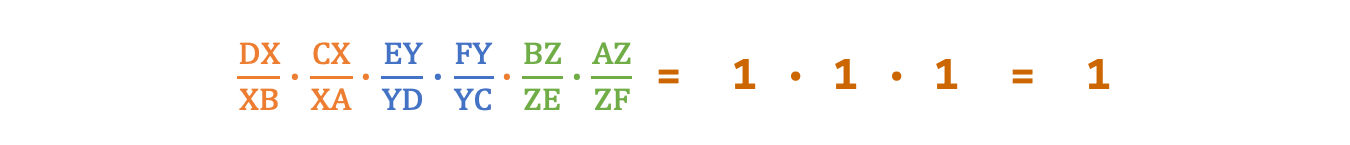 DX/XB · CX/XA · EY/YD · FY/YC · BZ/ZE · AZ/ZF = 1 · 1 · 1 = 1